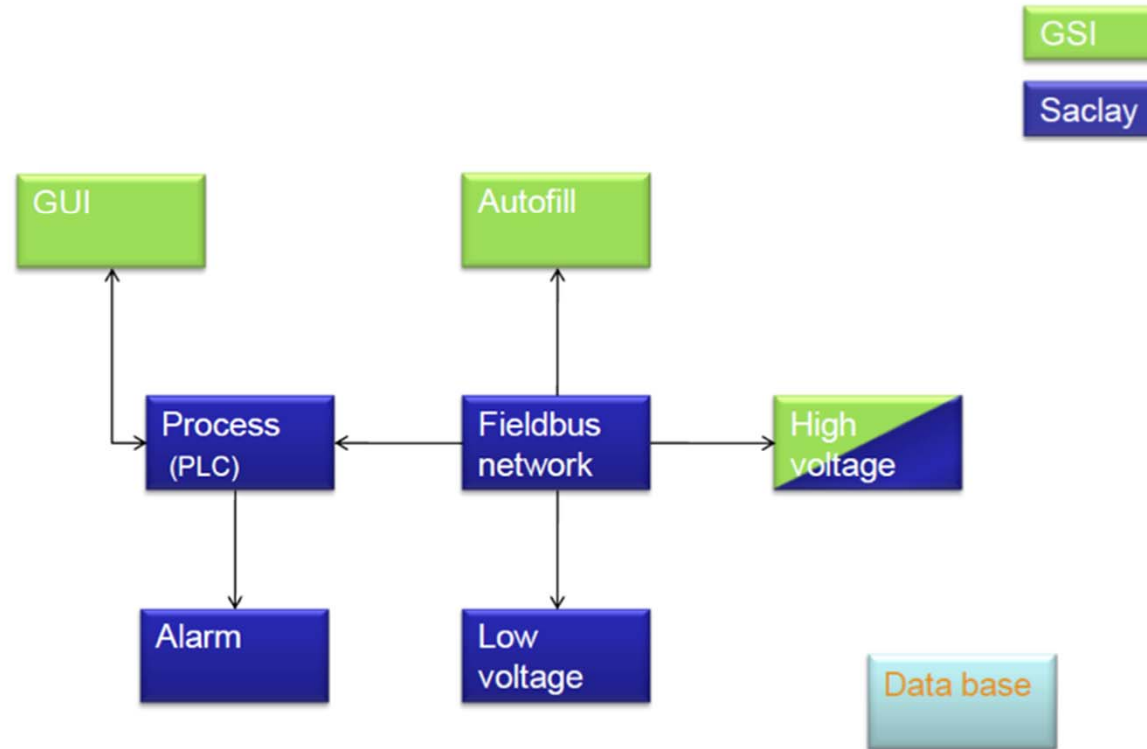 GSI
Saclay
GUI
Autofill
Process
(PLC)
Fieldbus
network
High
voltage
Alarm
Low
voltage
Data base